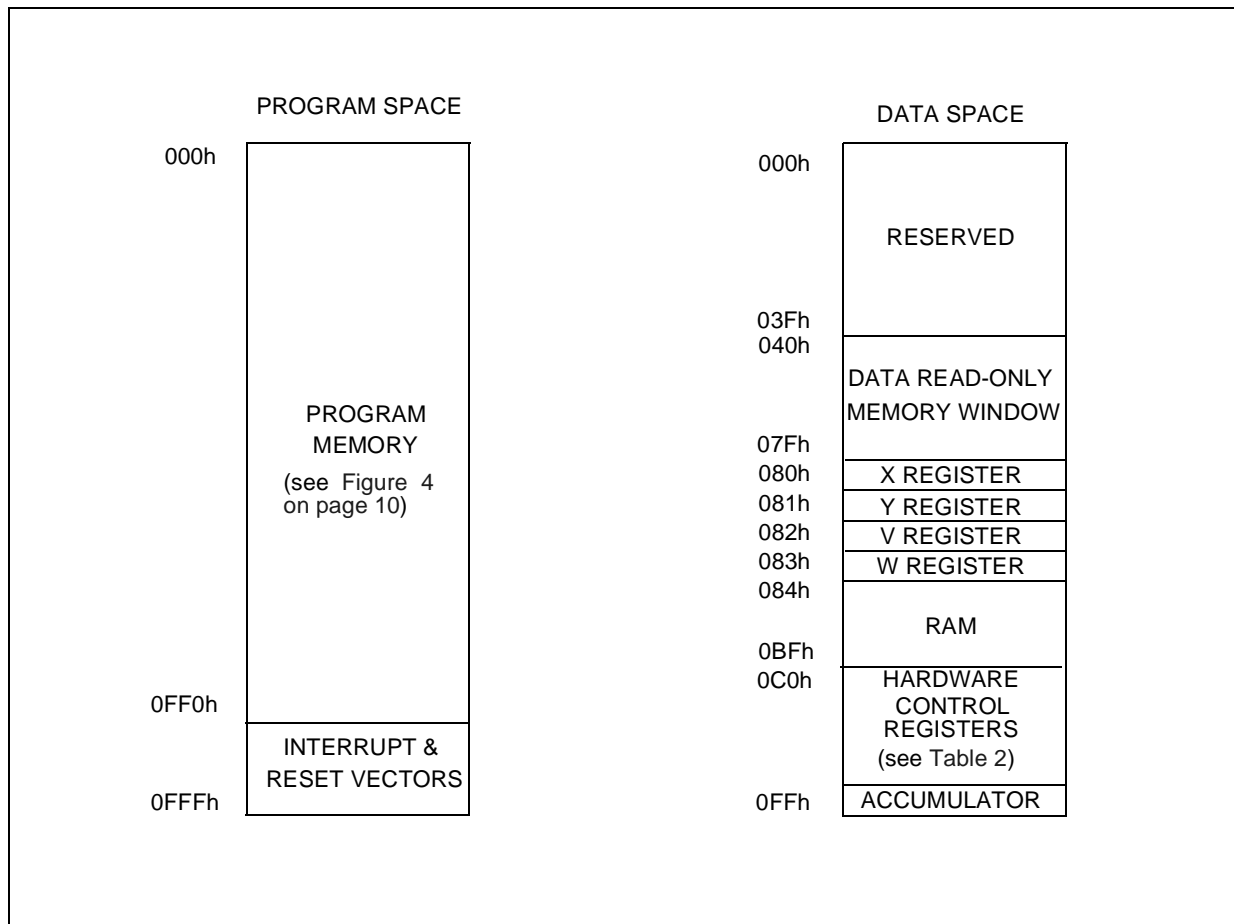 PROGRAM SPACE
000h
PROGRAM
MEMORY
(see Figure 4
on page 10)
0FF0h
INTERRUPT &
RESET VECTORS
0FFFh
DATA SPACE
000h
RESERVED
03Fh
040h
DATA READ-ONLY
MEMORY WINDOW
07Fh
080h
X REGISTER
081h
Y REGISTER
082h
V REGISTER
083h
W REGISTER
084h
RAM
0BFh
0C0h
HARDWARE
CONTROL
REGISTERS
(see Table 2)
0FFh
ACCUMULATOR